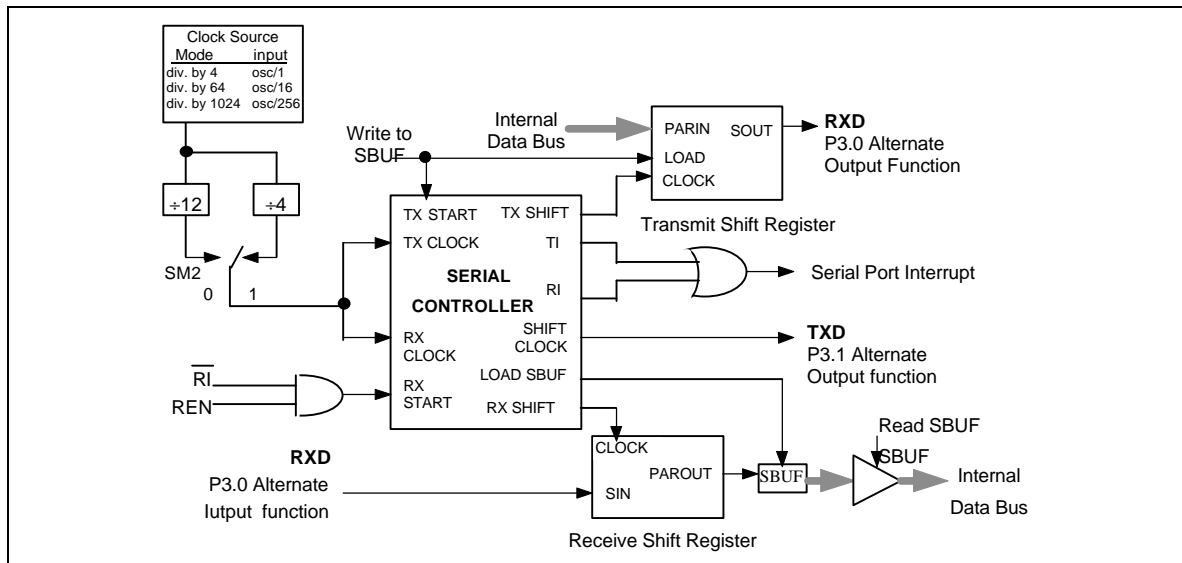 Clock Source
Mode input
div. by 4 osc/1
div. by 64 osc/16
div. by 1024 osc/256
÷12
÷4
SM2
0 1
Write to
SBUF
Internal
Data Bus
PARIN SOUT
LOAD
CLOCK
RXD
P3.0 Alternate
Output Function
Transmit Shift Register
TX START
TX SHIFT
TX CLOCK
TI
SERIAL
CONTROLLER
RI
SHIFT
CLOCK
RX
CLOCK
LOAD SBUF
RX
START
RX SHIFT
Serial Port Interrupt
TXD
P3.1 Alternate
Output function
RI
REN
RXD
P3.0 Alternate
Iutput function
CLOCK
PAROUT
SIN
Receive Shift Register
SBUF
Read SBUF
SBUF
Internal
Data Bus